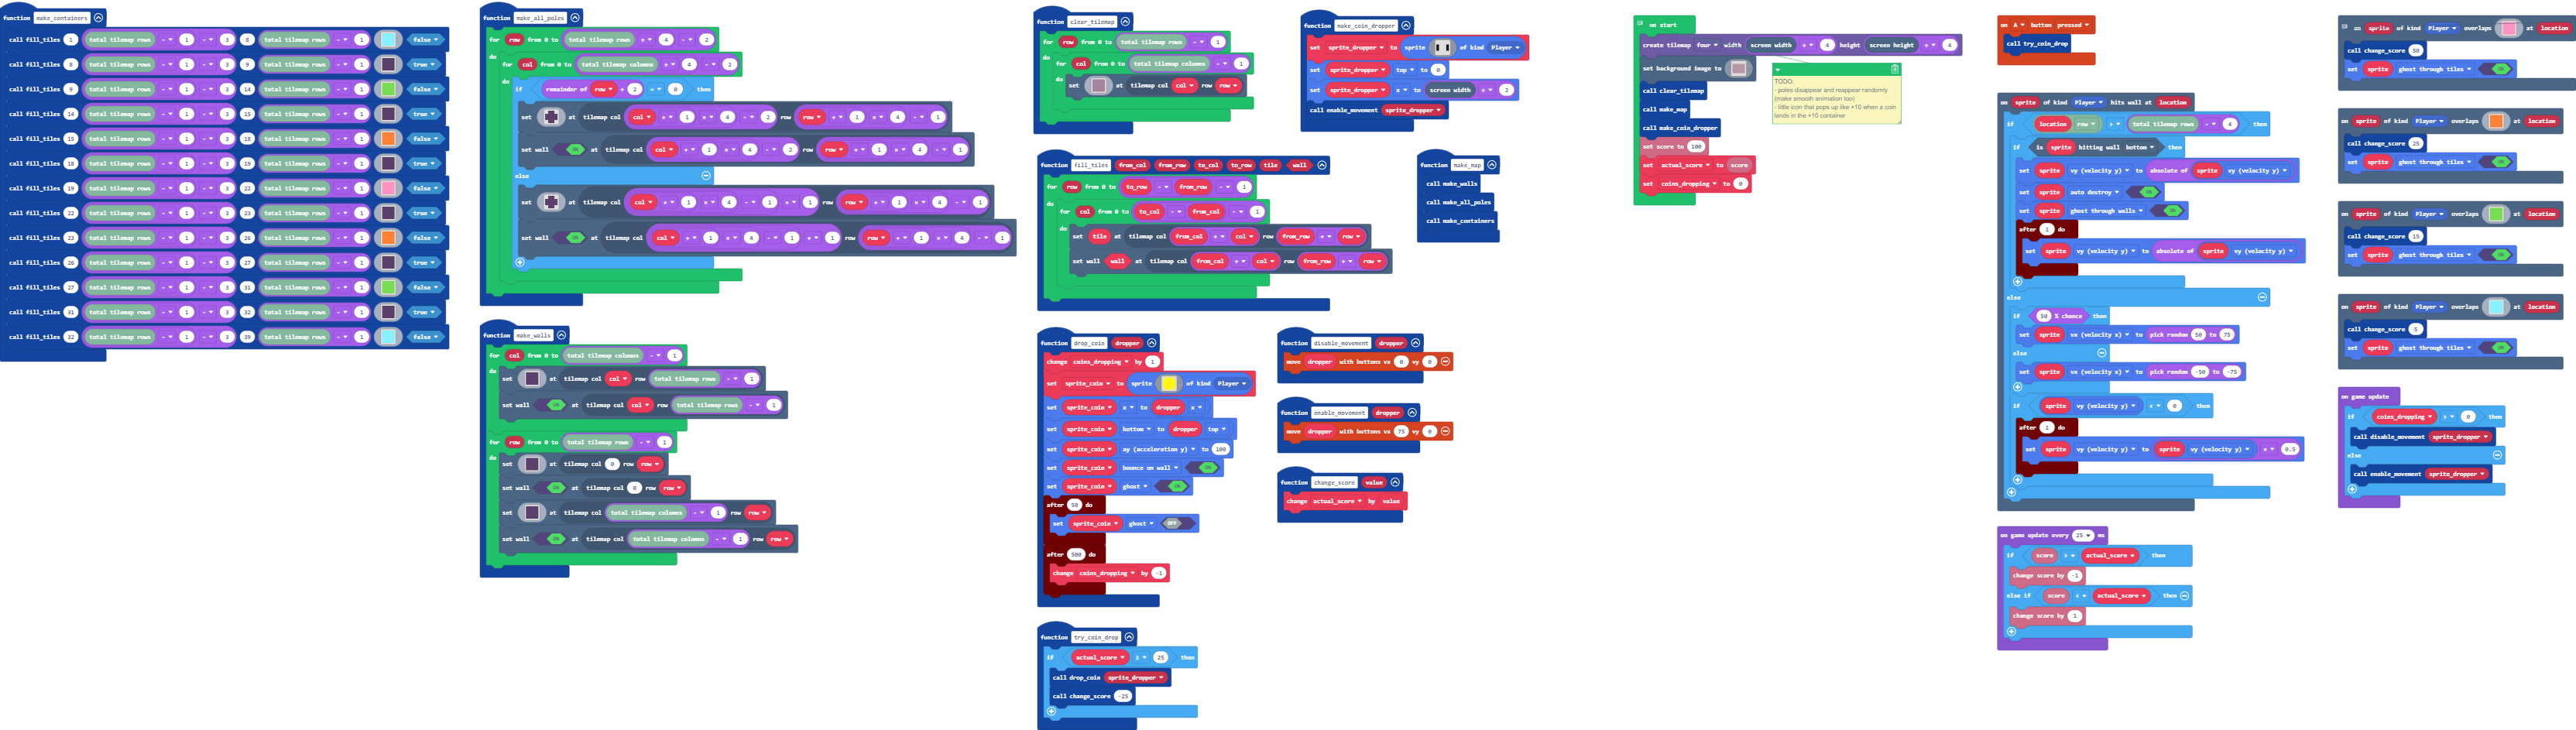 function make_containers
call fill_tiles 1 total tilemap rows - 1 - 3 8 total tilemap rows - 1 false
call fill_tiles 8 total tilemap rows - 1 - 3 9 total tilemap rows - 1 true
call fill_tiles 9 total tilemap rows - 1 - 3 14 total tilemap rows - 1 false
call fill_tiles 14 total tilemap rows - 1 - 3 15 total tilemap rows - 1 true
call fill_tiles 15 total tilemap rows - 1 - 3 18 total tilemap rows - 1 false
call fill_tiles 18 total tilemap rows - 1 - 3 19 total tilemap rows - 1 true
call fill_tiles 19 total tilemap rows - 1 - 3 22 total tilemap rows - 1 false
call fill_tiles 22 total tilemap rows - 1 - 3 23 total tilemap rows - 1 true
call fill_tiles 23 total tilemap rows - 1 - 3 26 total tilemap rows - 1 false
call fill_tiles 26 total tilemap rows - 1 - 3 27 total tilemap rows - 1 true
call fill_tiles 27 total tilemap rows - 1 - 3 31 total tilemap rows - 1 false
call fill_tiles 31 total tilemap rows - 1 - 3 32 total tilemap rows - 1 true
call fill_tiles 32 total tilemap rows - 1 - 3 39 total tilemap rows - 1 false
function make_all_poles
for row from 0 to total tilemap rows ÷ 4 - 2
do
for col from 0 to total tilemap columns ÷ 4 - 2
do
if remainder of row ÷ 2 = 0 then
set at tilemap col col + 1 × 4 - 2 row row + 1 × 4 - 1
set wall ON at tilemap col col + 1 × 4 - 2 row row + 1 × 4 - 1
else
set at tilemap col col + 1 × 4 - 1 + 1 row row + 1 × 4 - 1
set wall ON at tilemap col col + 1 × 4 - 1 + 1 row row + 1 × 4 - 1
function make_walls
for col from 0 to total tilemap columns - 1
do
set at tilemap col col row total tilemap rows - 1
set wall ON at tilemap col col row total tilemap rows - 1
for row from 0 to total tilemap rows - 1
do
set at tilemap col 0 row row
set wall ON at tilemap col 0 row row
set at tilemap col total tilemap columns - 1 row row
set wall ON at tilemap col total tilemap columns - 1 row row
function clear_tilemap
for row from 0 to total tilemap rows - 1
do
for col from 0 to total tilemap columns - 1
do
set at tilemap col col row row
function make_coin_dropper
set sprite_dropper to sprite of kind Player
set sprite_dropper top to 0
set sprite_dropper x to screen width ÷ 2
call enable_movement sprite_dropper
function fill_tiles from_col from_row to_col to_row tile wall
for row from 0 to to_row - from_row - 1
do
for col from 0 to to_col - from_col - 1
do
set tile at tilemap col from_col + col row from_row + row
set wall wall at tilemap col from_col + col row from_row + row
function make_map
call make_walls
call make_all_poles
call make_containers
function drop_coin dropper
change coins_dropping by 1
set sprite_coin to sprite of kind Player
set sprite_coin x to dropper x
set sprite_coin bottom to dropper top
set sprite_coin ay (acceleration y) to 100
set sprite_coin bounce on wall ON
set sprite_coin ghost ON
after 50 do
set sprite_coin ghost OFF
after 500 do
change coins_dropping by -1
function disable_movement dropper
move dropper with buttons vx 0 vy 0
function enable_movement dropper
move dropper with buttons vx 75 vy 0
function change_score value
change actual_score by value
function try_coin_drop
if actual_score ≥ 25 then
call drop_coin sprite_dropper
call change_score -25
on start
create tilemap four width screen width ÷ 4 height screen height ÷ 4
set background image to
call clear_tilemap
call make_map
call make_coin_dropper
set score to 100
set actual_score to score
set coins_dropping to 0
TODO:
- poles disappear and reappear randomly
(make smooth animation too)
- little icon that pops up like +10 when a coin
lands in the +10 container
on A button pressed
call try_coin_drop
on sprite of kind Player hits wall at location
if location row > total tilemap rows - 4 then
if is sprite hitting wall bottom then
set sprite vy (velocity y) to absolute of sprite vy (velocity y)
set sprite auto destroy ON
set sprite ghost through walls ON
after 1 do
set sprite vy (velocity y) to absolute of sprite vy (velocity y)
else
if 50 % chance then
set sprite vx (velocity x) to pick random 50 to 75
else
set sprite vx (velocity x) to pick random -50 to -75
if sprite vy (velocity y) < 0 then
after 1 do
set sprite vy (velocity y) to sprite vy (velocity y) × 0.5
on game update every 25 ms
if score > actual_score then
change score by -1
else if score < actual_score then
change score by 1
on sprite of kind Player overlaps at location
call change_score 50
set sprite ghost through tiles ON
on sprite of kind Player overlaps at location
call change_score 25
set sprite ghost through tiles ON
on sprite of kind Player overlaps at location
call change_score 15
set sprite ghost through tiles ON
on sprite of kind Player overlaps at location
call change_score 5
set sprite ghost through tiles ON
on game update
if coins_dropping > 0 then
call disable_movement sprite_dropper
else
call enable_movement sprite_dropper